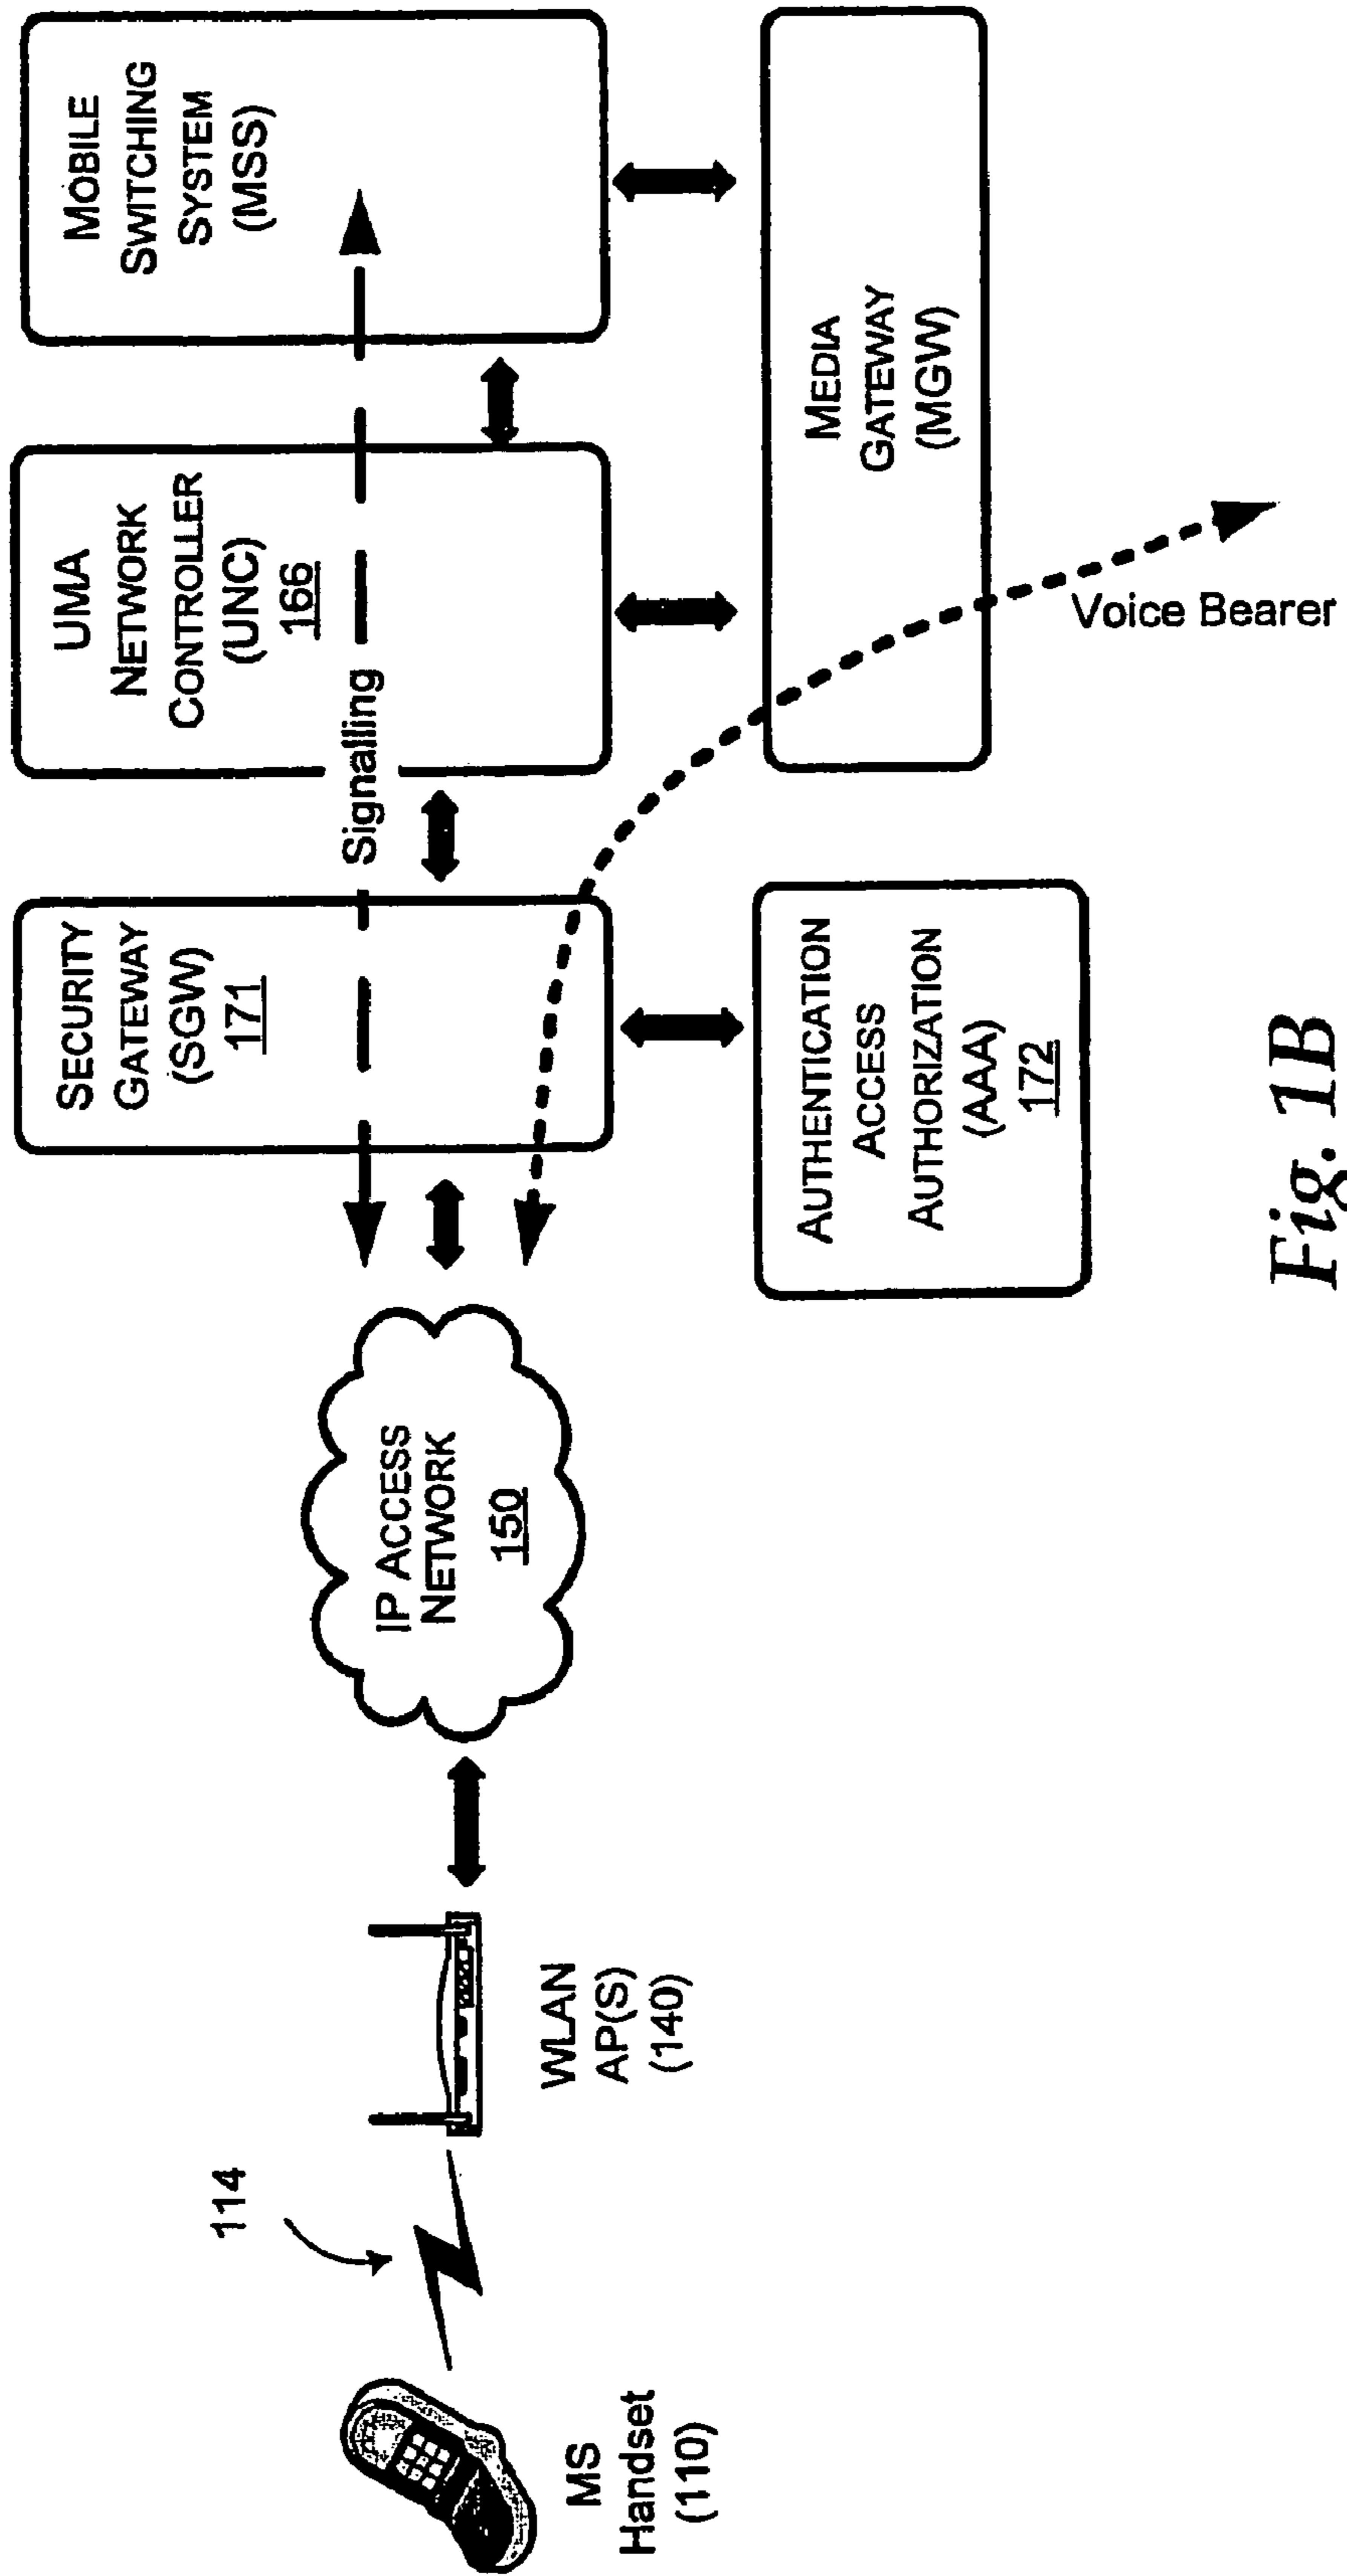 MOBILE
SWITCHING
SYSTEM
(MSS)
UMA
NETWORK
CONTROLLER
(UNC)
166
SECURITY
GATEWAY
(SGW)
171
Signalling
MEDIA
GATEWAY
(MGW)
Voice Bearer
AUTHENTICATION
ACCESS
AUTHORIZATION
(AAA)
172
IP ACCESS
NETWORK
150
114
WLAN
AP(S)
(140)
MS
Handset
(110)
Fig. 1B